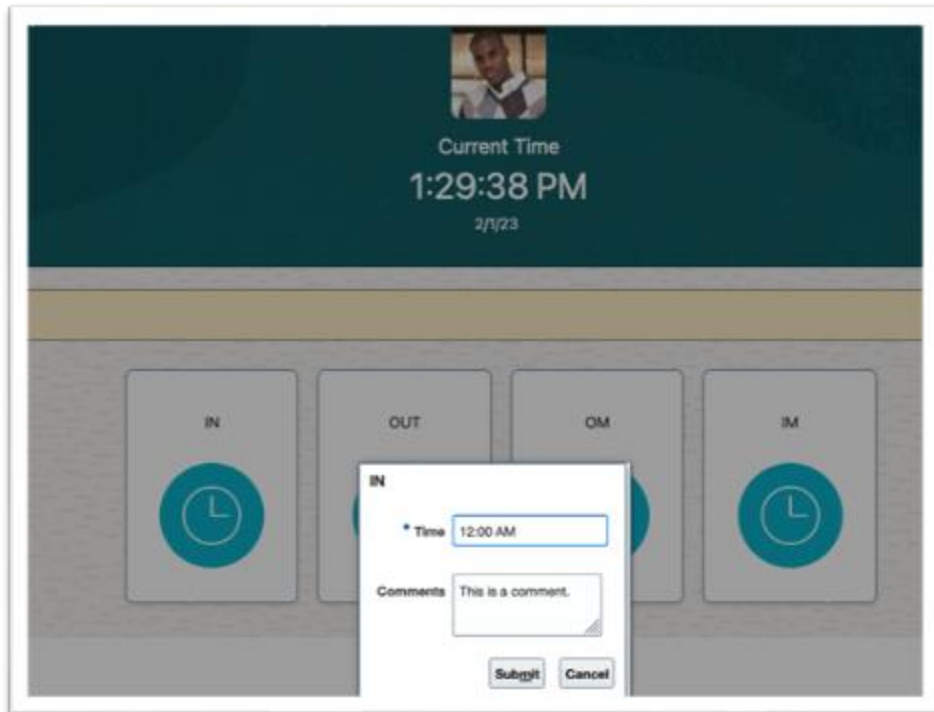 Current Time
1:29:38 PM
2/1/23
IN OUT OM IM
IN
* Time 12:00 AM
Comments This is a comment.
Submit Cancel